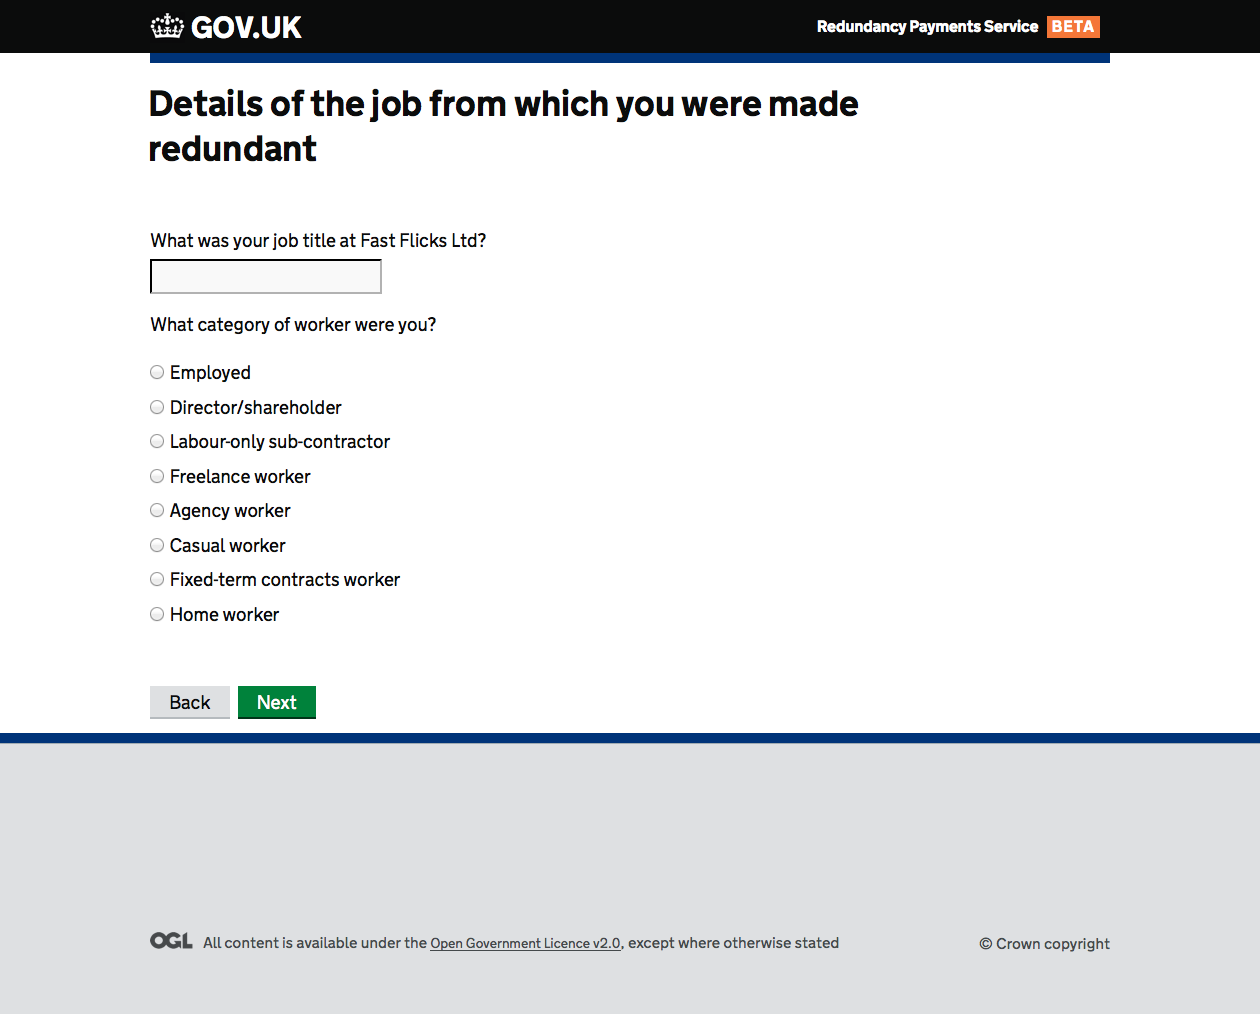 GOV.UK
Redundancy Payments Service BETA
Details of the job from which you were made
redundant
What was your job title at Fast Flicks Ltd?
What category of worker were you?
Employed
Director/shareholder
Labour-only sub-contractor
Freelance worker
Agency worker
Casual worker
Fixed-term contracts worker
Home worker
Back Next
OGL All content is available under the Open Government Licence v2.0, except where otherwise stated
© Crown copyright